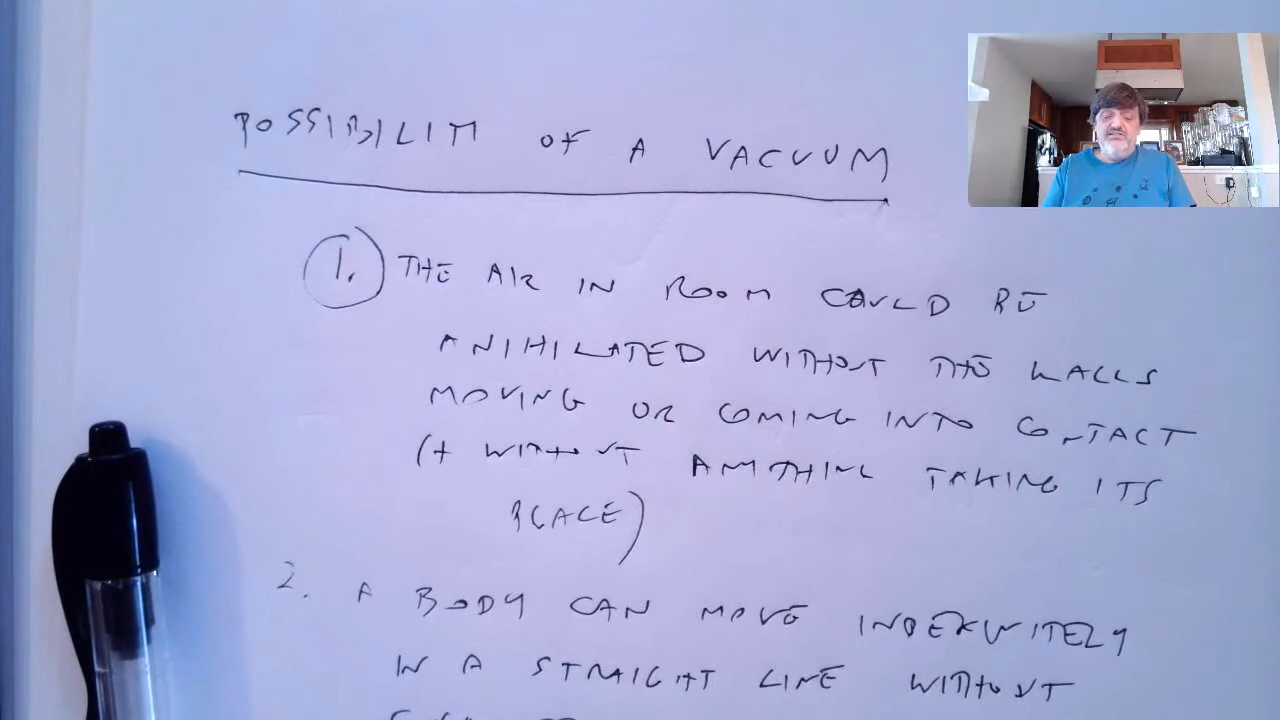 POSSIBILITY OF A VACUUM
1. THE AIR IN ROOM COULD BE
ANIHILATED WITHOUT THE WALLS
MOVING OR COMING INTO CONTACT
(+ WITHOUT ANYTHING TAKING ITS
PLACE)
2. A BODY CAN MOVE INDEFINITELY
IN A STRAIGHT LINE WITHOUT